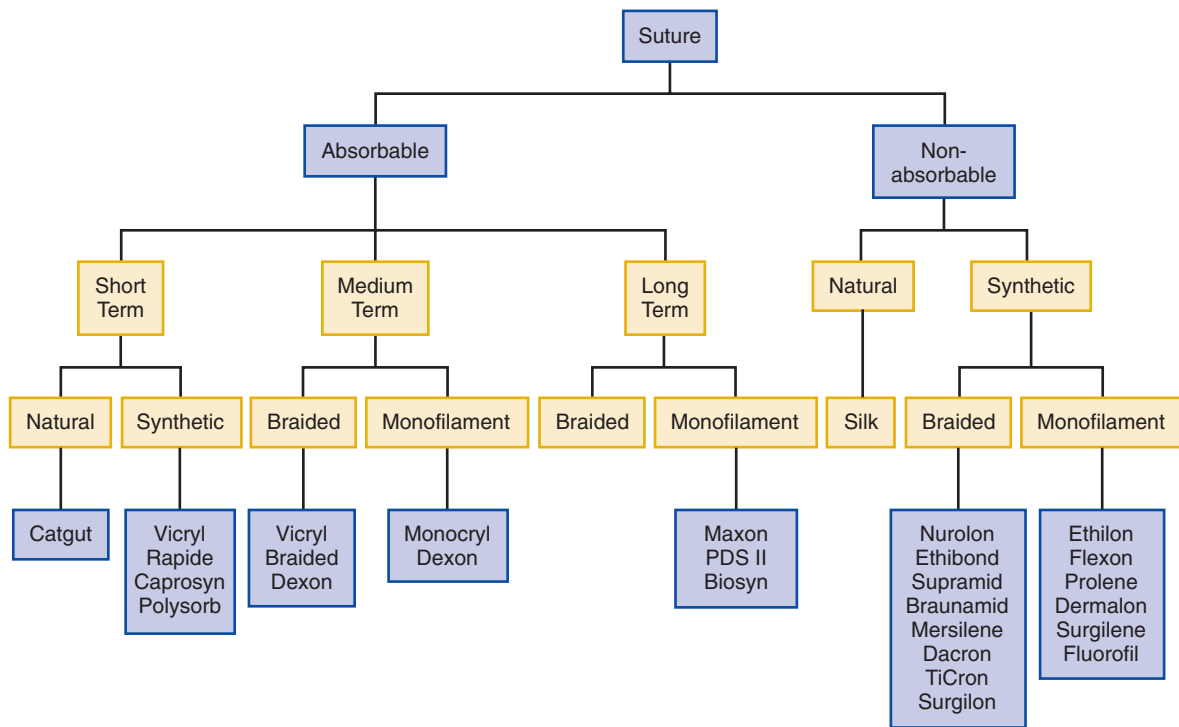 Suture
Absorbable
Non-
absorbable
Short
Term
Medium
Term
Long
Term
Natural
Synthetic
Natural
Synthetic
Braided
Monofilament
Braided
Monofilament
Silk
Braided
Monofilament
Catgut
Vicryl
Rapide
Caprosyn
Polysorb
Vicryl
Braided
Dexon
Monocryl
Dexon
Maxon
PDS II
Biosyn
Nurolon
Ethibond
Supramid
Braunamid
Mersilene
Dacron
TiCron
Surgilon
Ethilon
Flexon
Prolene
Dermalon
Surgilene
Fluorofil